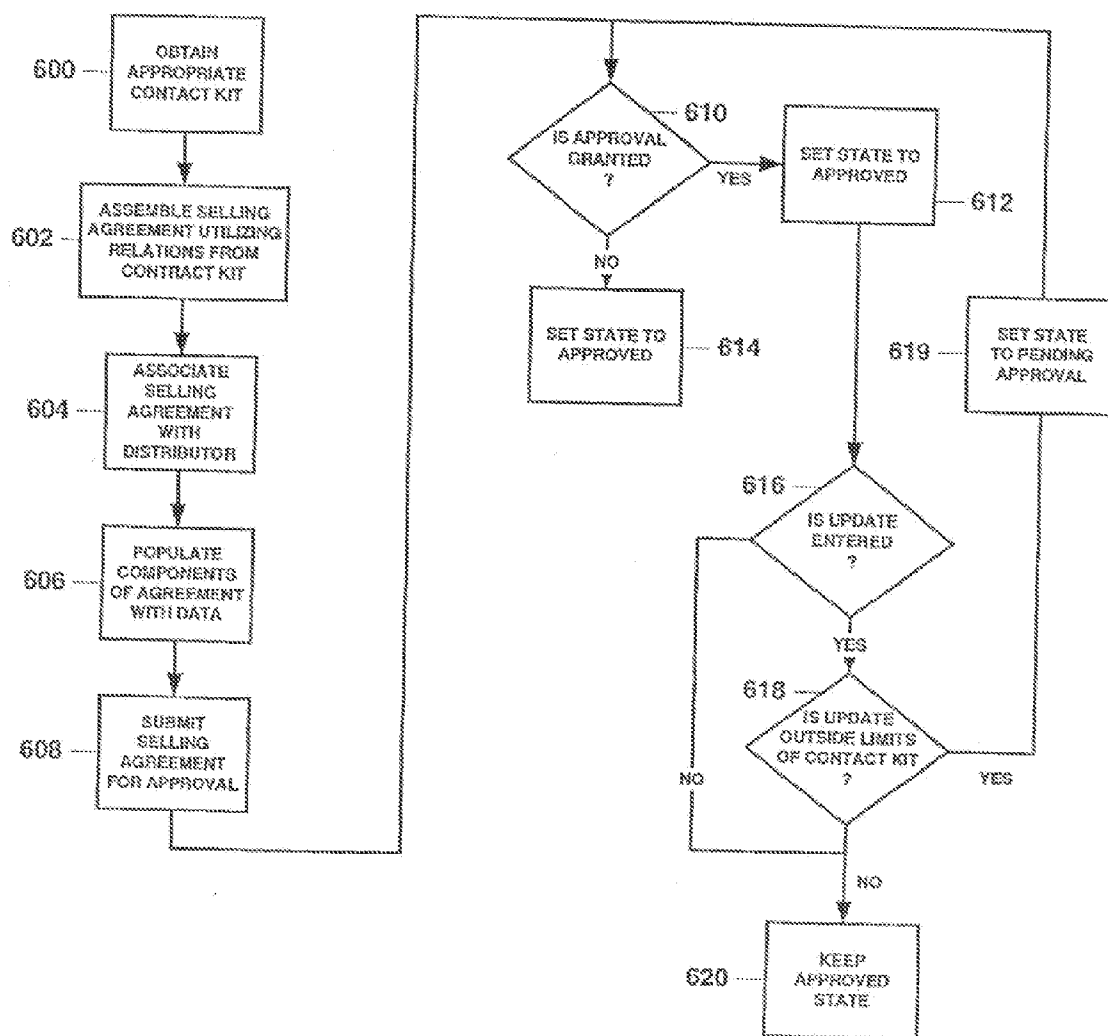 600
OBTAIN
APPROPRIATE
CONTACT KIT
602
ASSEMBLE SELLING
AGREEMENT UTILIZING
RELATIONS FROM
CONTRACT KIT
604
ASSOCIATE
SELLING
AGREEMENT
WITH
DISTRIBUTOR
606
POPULATE
COMPONENTS
OF AGREEMENT
WITH DATA
608
SUBMIT
SELLING
AGREEMENT
FOR APPROVAL
610
IS APPROVAL
GRANTED
?
YES
NO
SET STATE TO
APPROVED
612
SET STATE TO
APPROVED
614
619
SET STATE
TO PENDING
APPROVAL
616
IS UPDATE
ENTERED
?
YES
NO
618
IS UPDATE
OUTSIDE LIMITS
OF CONTACT KIT
?
YES
NO
620
KEEP
APPROVED
STATE